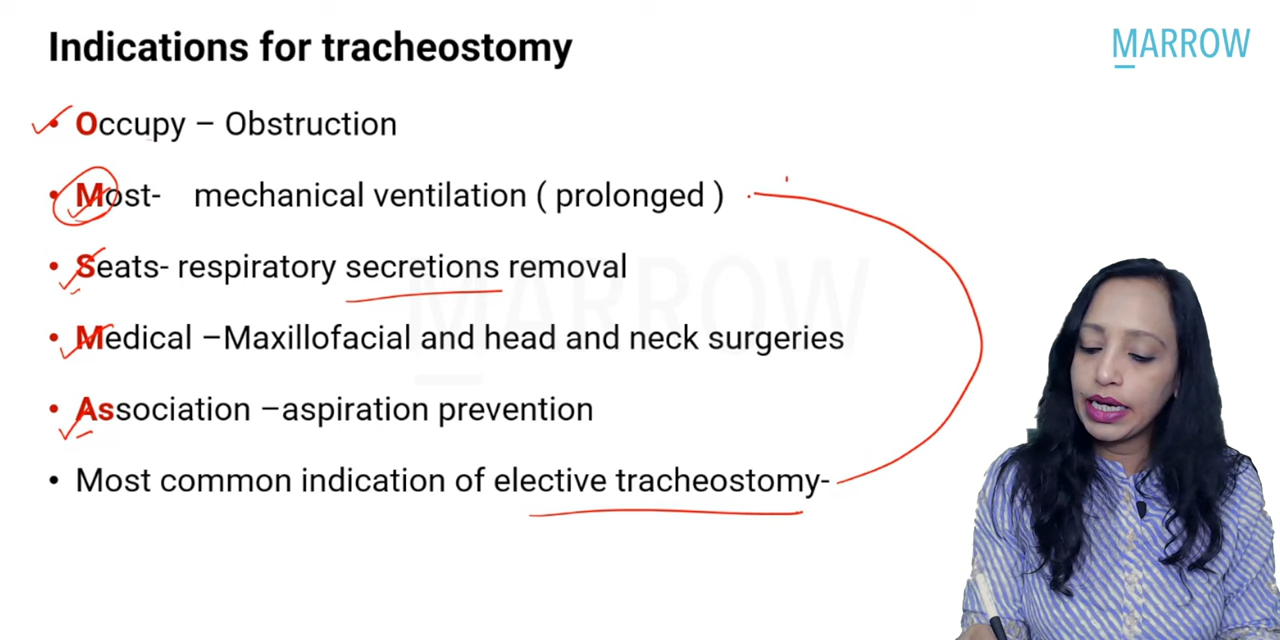 Indications for tracheostomy
MARROW
• Occupy – Obstruction
• Most- mechanical ventilation ( prolonged )
• Seats- respiratory secretions removal
• Medical –Maxillofacial and head and neck surgeries
• Association –aspiration prevention
• Most common indication of elective tracheostomy-
MARROW